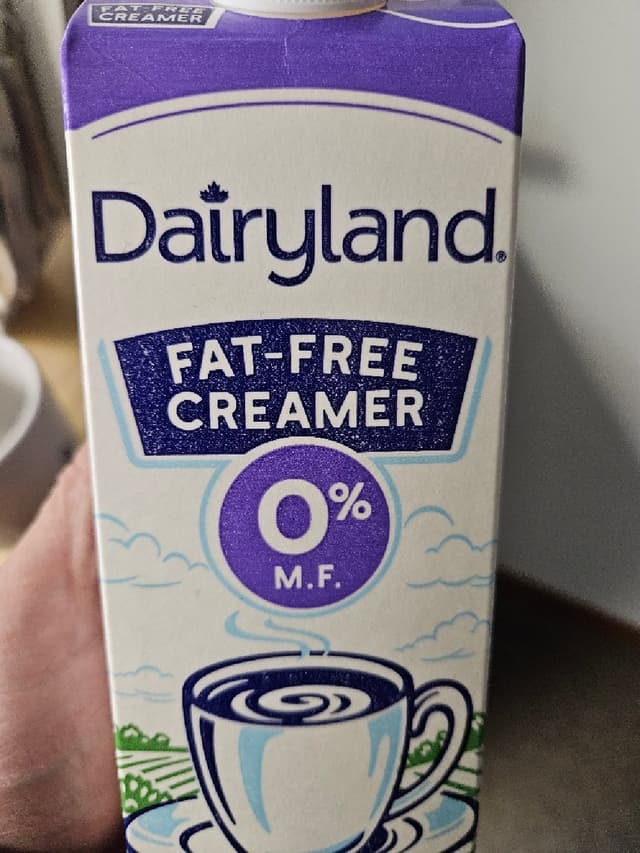 FAT-FREE
CREAMER
Dairyland®
FAT-FREE
CREAMER
0%
M.F.